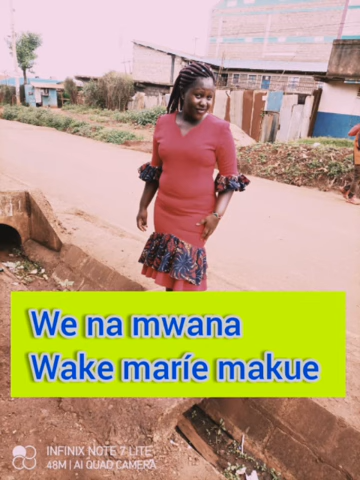 We na mwana
Wake maríe makue
INFINIX NOTE 7 LITE
48M | AI QUAD CAMERA